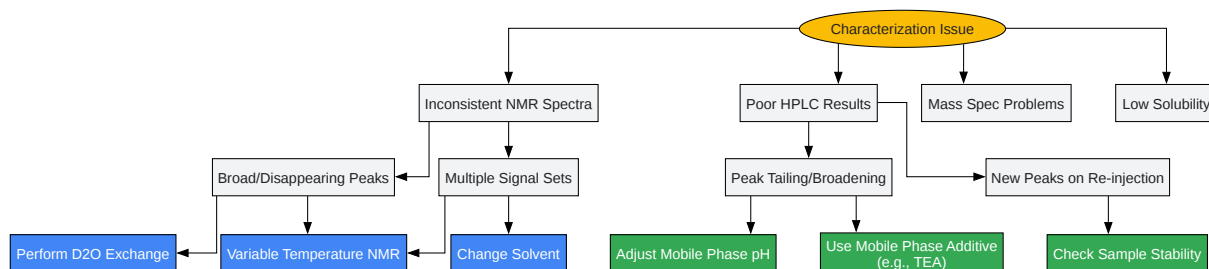 Characterization Issue
Inconsistent NMR Spectra
Poor HPLC Results
Mass Spec Problems
Low Solubility
Broad/Disappearing Peaks
Multiple Signal Sets
Peak Tailing/Broadening
New Peaks on Re-injection
Perform D2O Exchange
Variable Temperature NMR
Change Solvent
Adjust Mobile Phase pH
Use Mobile Phase Additive
(e.g., TEA)
Check Sample Stability